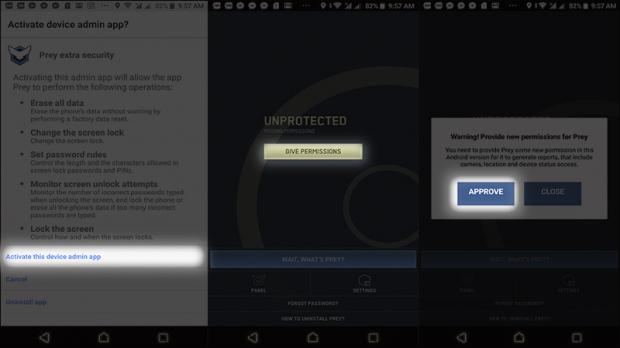 9:57 AM
Activate device admin app?
Prey extra security
Activating this admin app will allow the app
Prey to perform the following operations:
• Erase all data
Erase the phone's data without warning by
performing a factory data reset.
• Change the screen lock
Change the screen lock.
• Set password rules
Control the length and the characters allowed in
screen lock passwords and PINs.
• Monitor screen unlock attempts
Monitor the number of incorrect passwords typed
when unlocking the screen, and lock the phone or
erase all the phone's data if too many incorrect
passwords are typed.
• Lock the screen
Control how and when the screen locks.
Activate this device admin app
Cancel
Uninstall app
82% 9:57 AM
UNPROTECTED
MISSING PERMISSIONS
GIVE PERMISSIONS
WAIT, WHAT'S PREY?
PANEL
SETTINGS
FORGOT PASSWORD?
HOW TO UNINSTALL PREY?
82% 9:57 AM
Warning! Provide new permissions for Prey
You need to provide Prey some new permission in this
Android version for it to generate reports, that include
camera, location and device status access.
APPROVE
CLOSE
WAIT, WHAT'S PREY?
PANEL
SETTINGS
FORGOT PASSWORD?
HOW TO UNINSTALL PREY?